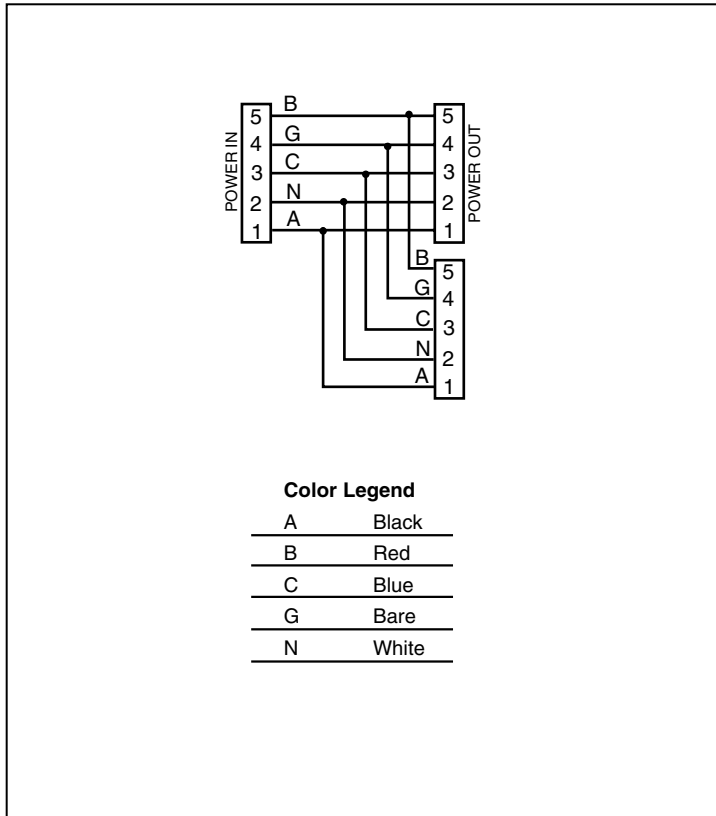 POWER IN
5 B
4 G
3 C
2 N
1 A
5
4
3
2
1
POWER OUT
B 5
G 4
C 3
N 2
A 1
Color Legend
A Black
B Red
C Blue
G Bare
N White